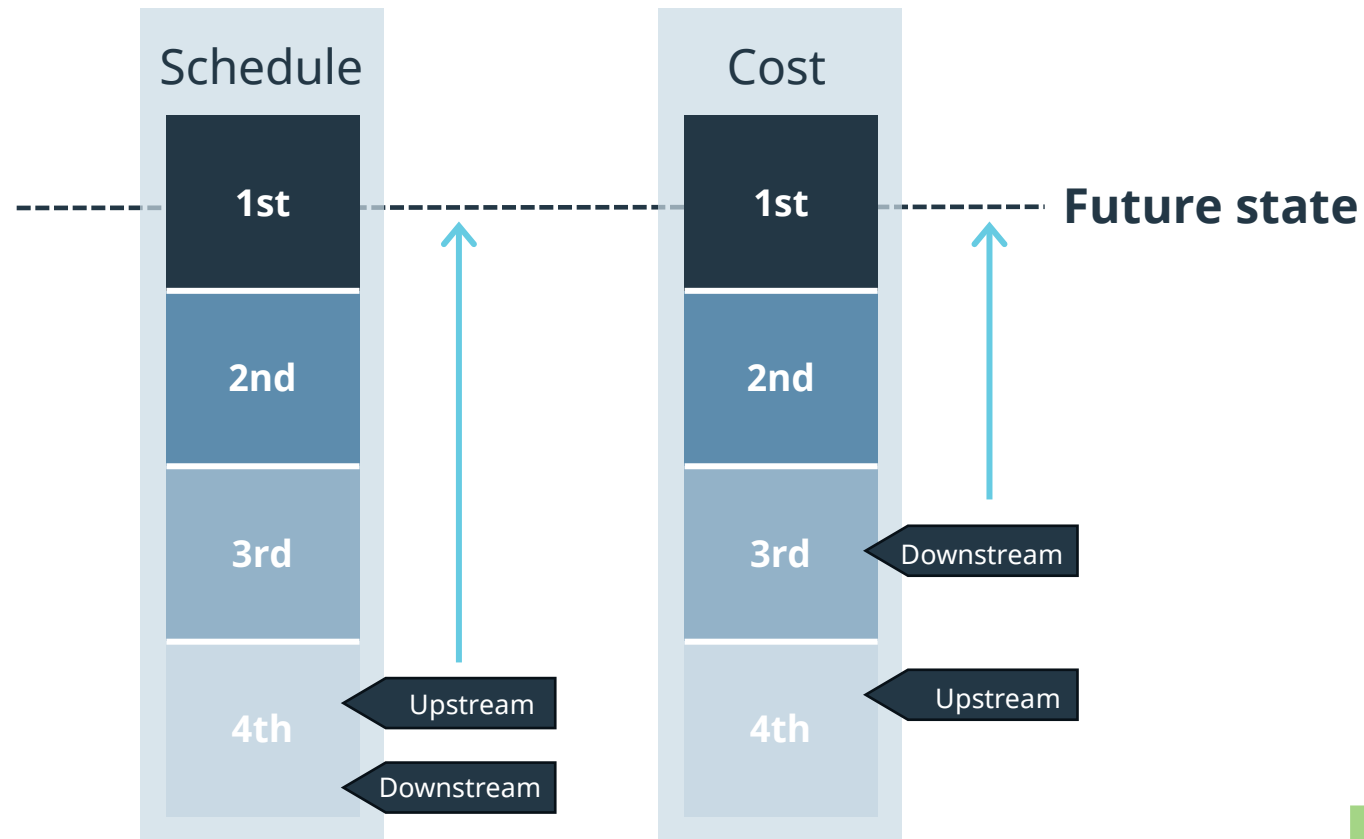 Schedule
Cost
1st
1st
Future state
2nd
2nd
3rd
3rd
Downstream
Upstream
Upstream
4th
4th
Downstream